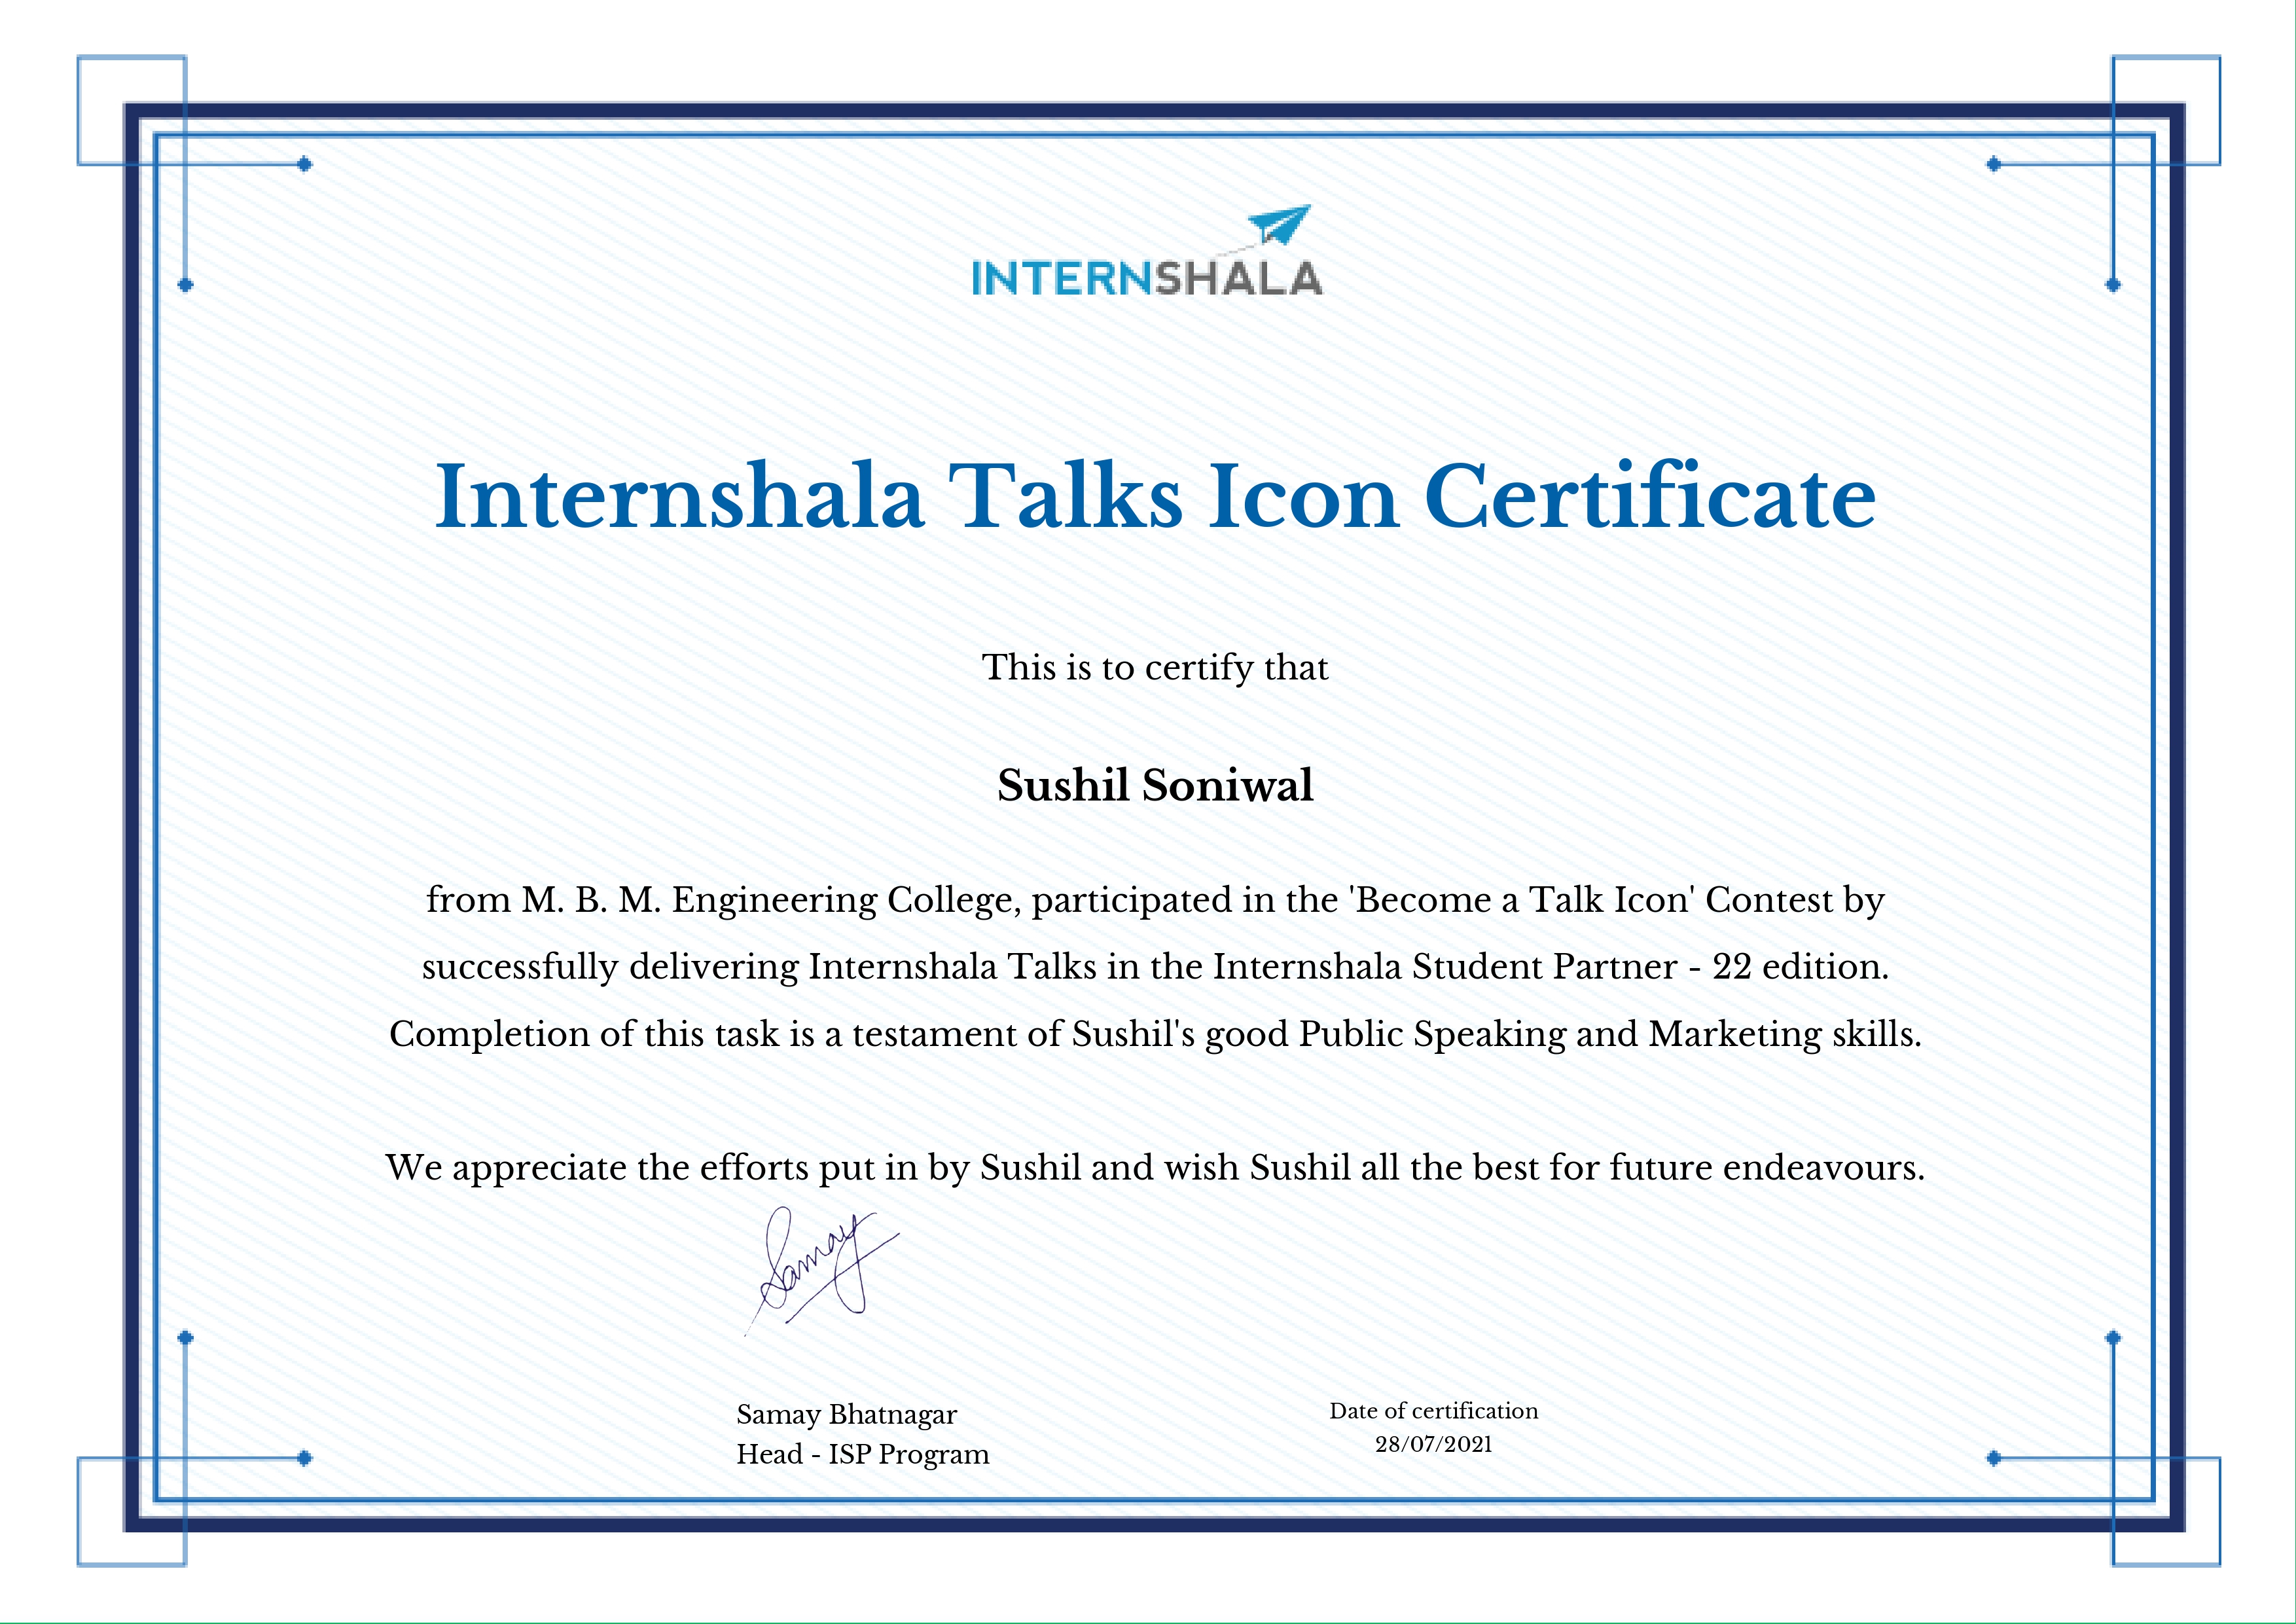 INTERNSHALA
Internshala Talks Icon Certificate
This is to certify that
Sushil Soniwal
from M. B. M. Engineering College, participated in the 'Become a Talk Icon' Contest by
successfully delivering Internshala Talks in the Internshala Student Partner - 22 edition.
Completion of this task is a testament of Sushil's good Public Speaking and Marketing skills.
We appreciate the efforts put in by Sushil and wish Sushil all the best for future endeavours.
Samay
Samay Bhatnagar
Head - ISP Program
Date of certification
28/07/2021